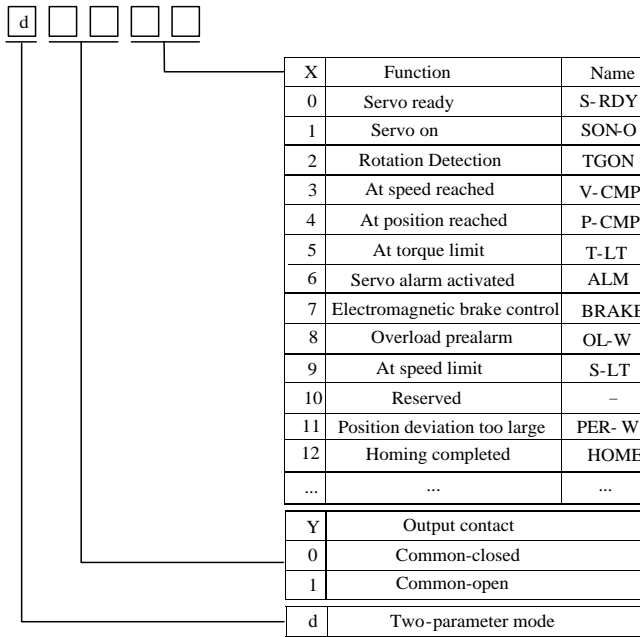 d
X Function Name
0 Servo ready S-RDY
1 Servo on SON-O
2 Rotation Detection TGON
3 At speed reached V-CMP
4 At position reached P-CMP
5 At torque limit T-LT
6 Servo alarm activated ALM
7 Electromagnetic brake control BRAKE
8 Overload prealarm OL-W
9 At speed limit S-LT
10 Reserved –
11 Position deviation too large PER-W
12 Homing completed HOME
... ... ...
Y Output contact
0 Common-closed
1 Common-open
d Two-parameter mode